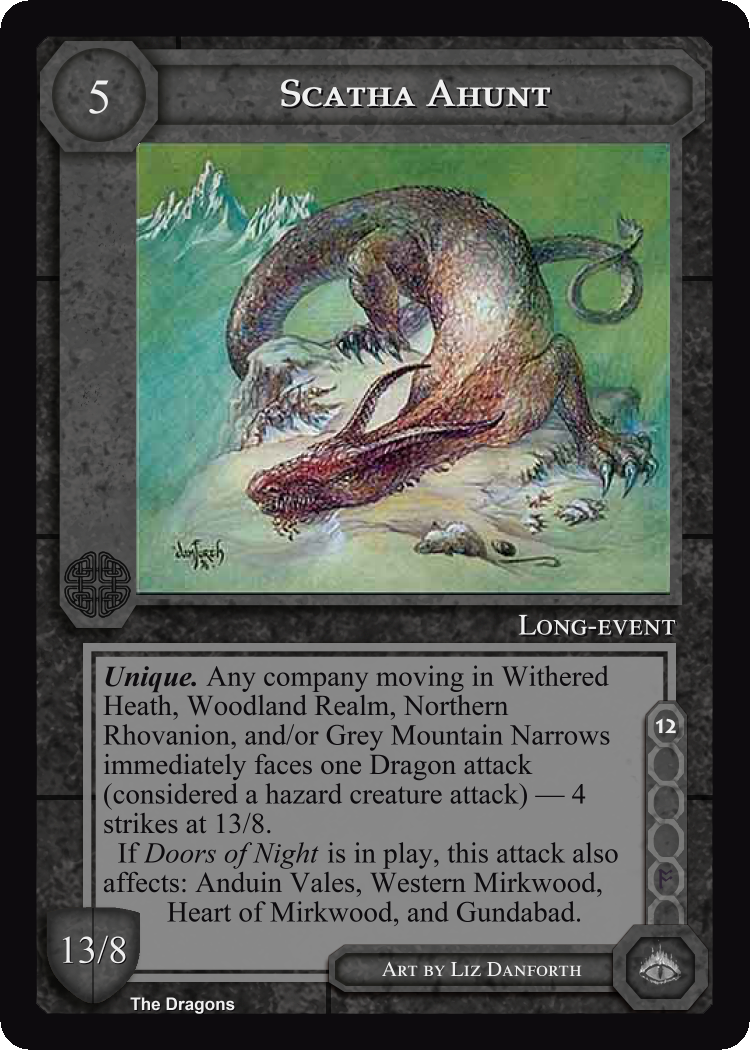 5
Scatha Ahunt
Long-event
Unique. Any company moving in Withered
Heath, Woodland Realm, Northern
Rhovanion, and/or Grey Mountain Narrows
immediately faces one Dragon attack
(considered a hazard creature attack) — 4
strikes at 13/8.
If Doors of Night is in play, this attack also
affects: Anduin Vales, Western Mirkwood,
Heart of Mirkwood, and Gundabad.
12
13/8
Art by Liz Danforth
The Dragons